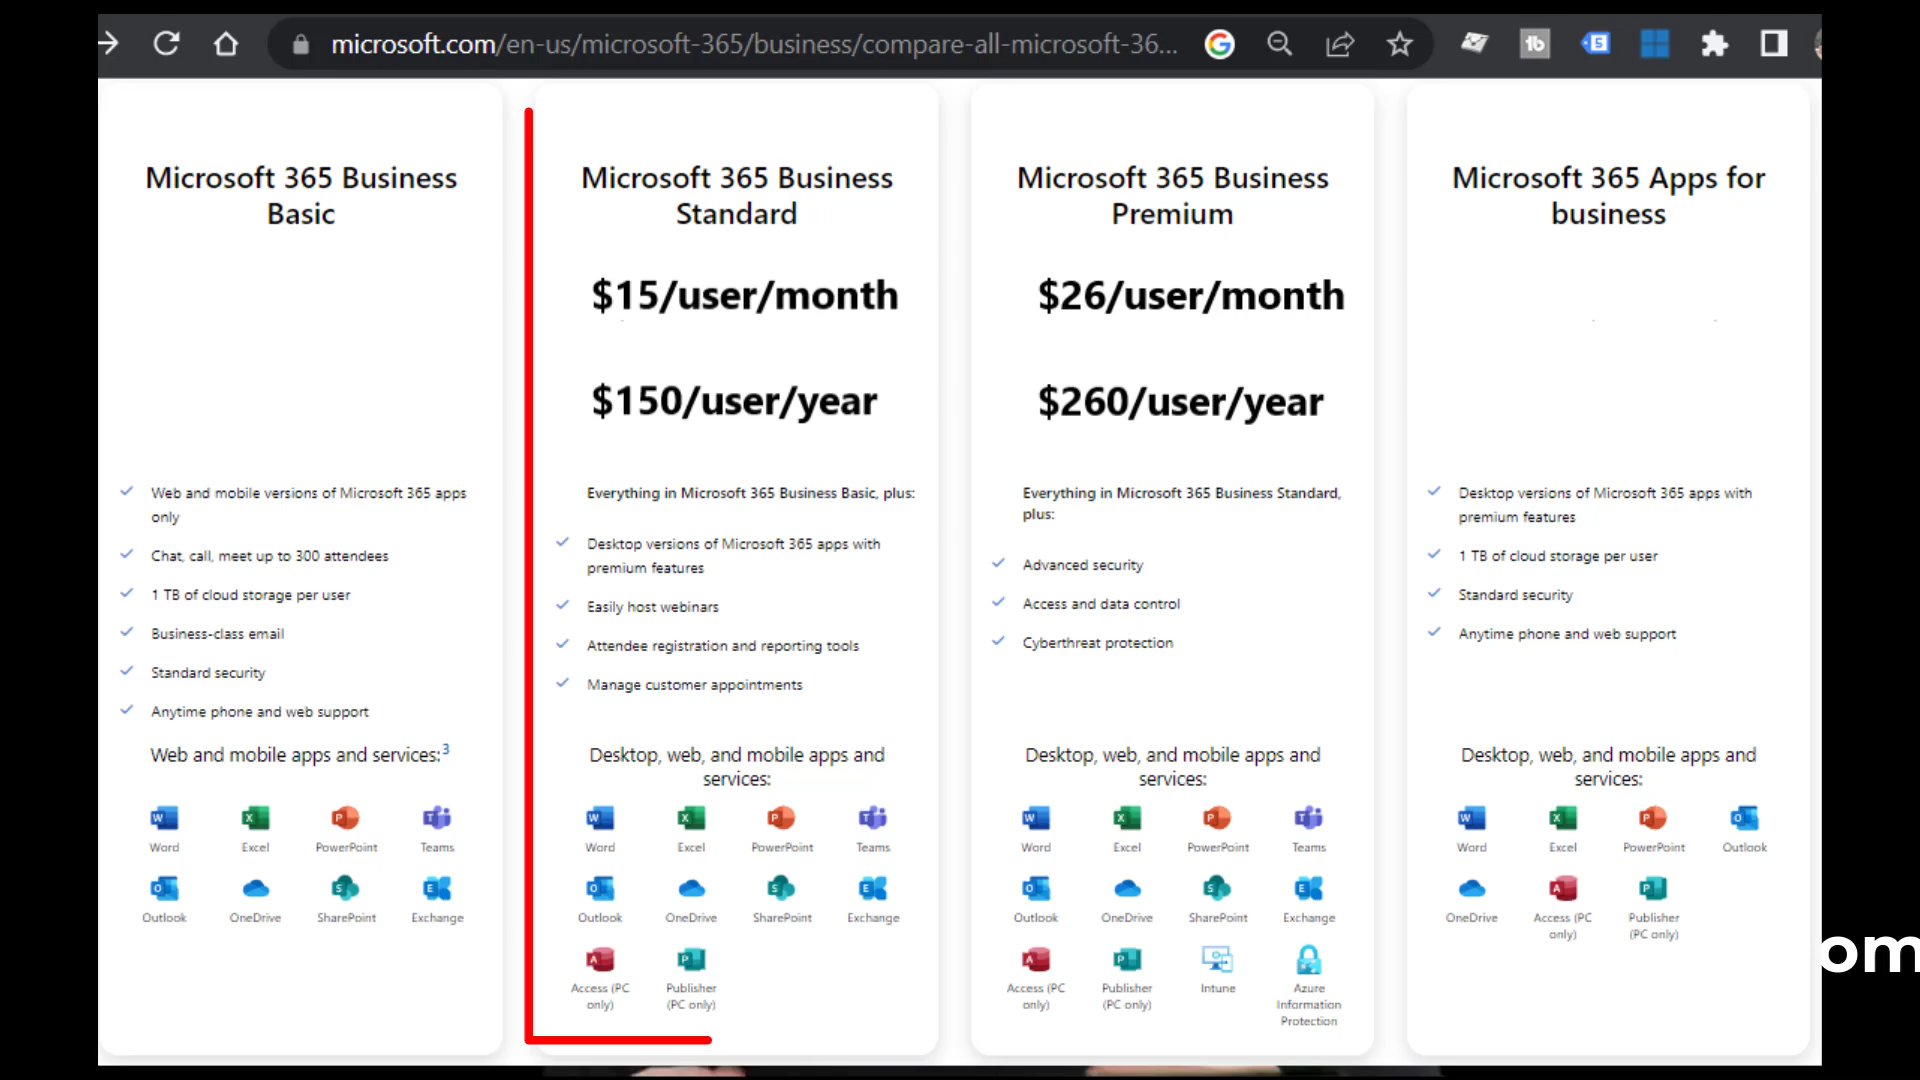 microsoft.com/en-us/microsoft-365/business/compare-all-microsoft-36...
Microsoft 365 Business
Basic
Web and mobile versions of Microsoft 365 apps
only
Chat, call, meet up to 300 attendees
1 TB of cloud storage per user
Business-class email
Standard security
Anytime phone and web support
Web and mobile apps and services:3
Word Excel PowerPoint Teams
Outlook OneDrive SharePoint Exchange
Microsoft 365 Business
Standard
$15/user/month
$150/user/year
Everything in Microsoft 365 Business Basic, plus:
Desktop versions of Microsoft 365 apps with
premium features
Easily host webinars
Attendee registration and reporting tools
Manage customer appointments
Desktop, web, and mobile apps and
services:
Word Excel PowerPoint Teams
Outlook OneDrive SharePoint Exchange
Access (PC Publisher
only) (PC only)
Microsoft 365 Business
Premium
$26/user/month
$260/user/year
Everything in Microsoft 365 Business Standard,
plus:
Advanced security
Access and data control
Cyberthreat protection
Desktop, web, and mobile apps and
services:
Word Excel PowerPoint Teams
Outlook OneDrive SharePoint Exchange
Access (PC Publisher Intune Azure
only) (PC only) Information
Protection
Microsoft 365 Apps for
business
Desktop versions of Microsoft 365 apps with
premium features
1 TB of cloud storage per user
Standard security
Anytime phone and web support
Desktop, web, and mobile apps and
services:
Word Excel PowerPoint Outlook
OneDrive Access (PC Publisher
only) (PC only)
om